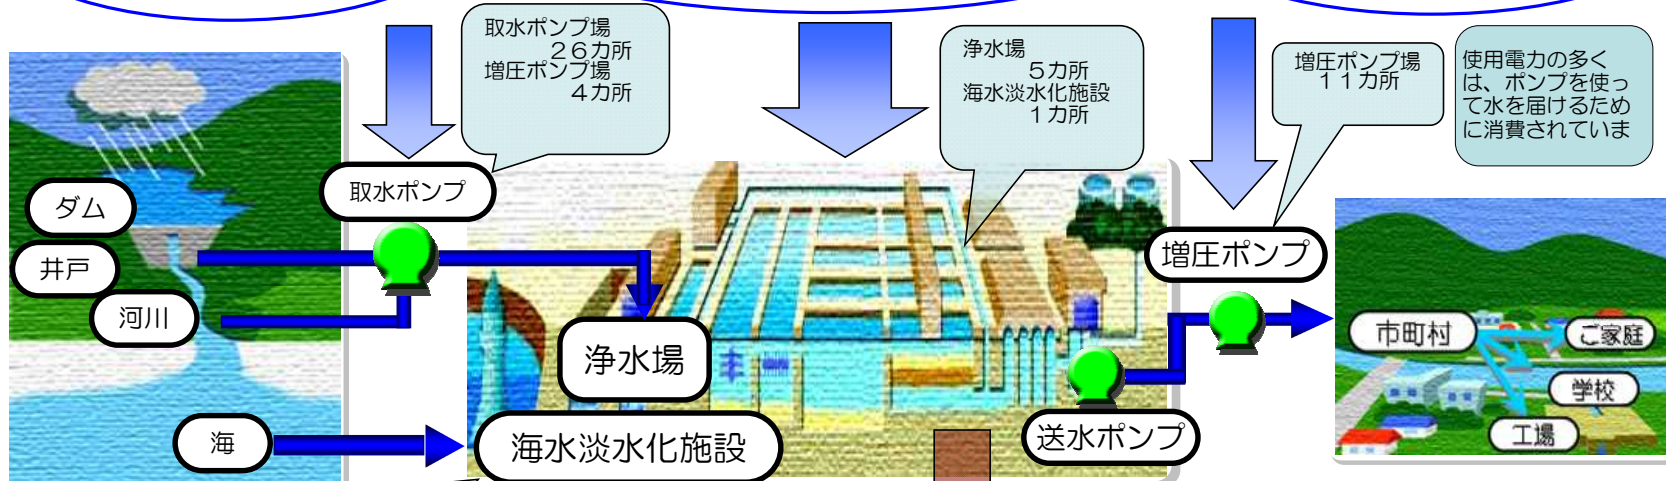 取水ポンプ場
２６カ所
増圧ポンプ場
４カ所
浄水場
５カ所
海水淡水化施設
１カ所
増圧ポンプ場
１１カ所
使用電力の多く
は、ポンプを使っ
て水を届けるため
に消費されていま
取水ポンプ
ダム
井戸
河川
海
浄水場
海水淡水化施設
送水ポンプ
増圧ポンプ
市町村
ご家庭
学校
工場